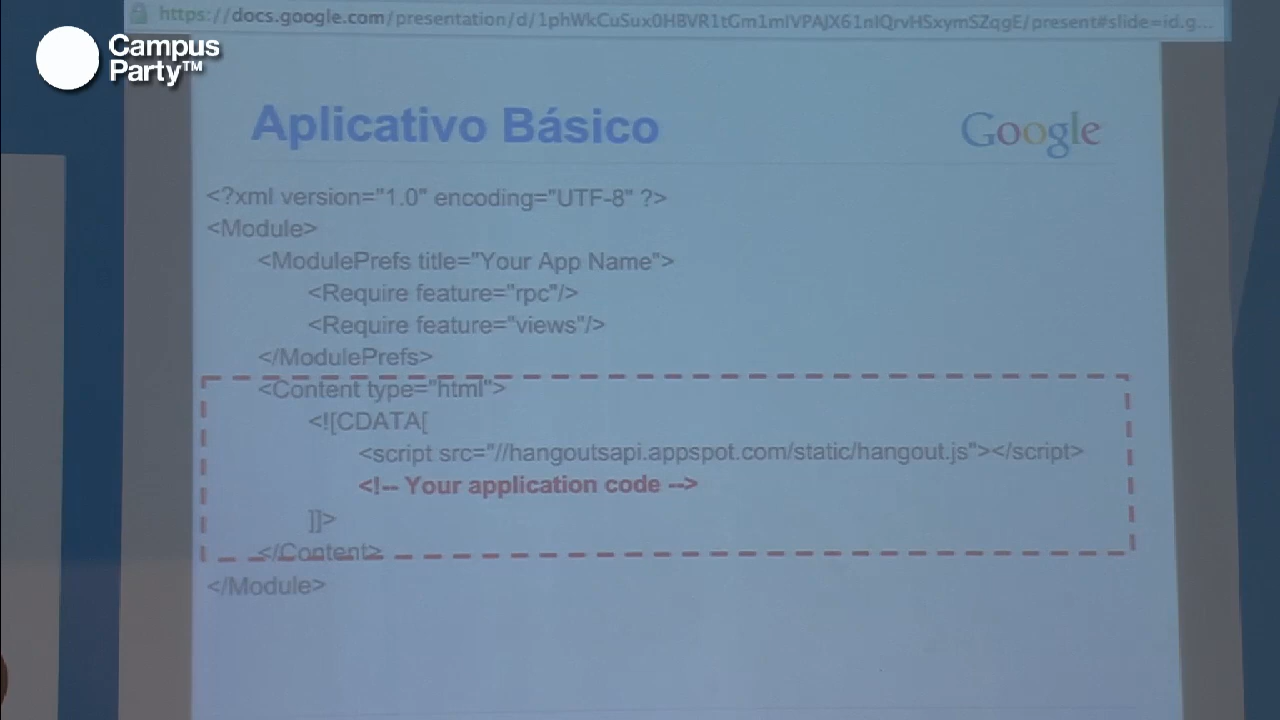 https://docs.google.com/presentation/d/1phWkCuSux0HBVR1tGm1mIVPAJX61nIQrvHSxymSZqgE/present#slide=id.g...
Campus
Party™
Aplicativo Básico
Google
<?xml version="1.0" encoding="UTF-8" ?>
<Module>
<ModulePrefs title="Your App Name">
<Require feature="rpc"/>
<Require feature="views"/>
</ModulePrefs>
<Content type="html">
<![CDATA[
<script src="//hangoutsapi.appspot.com/static/hangout.js"></script>
<!-- Your application code -->
]]>
</Content>
</Module>